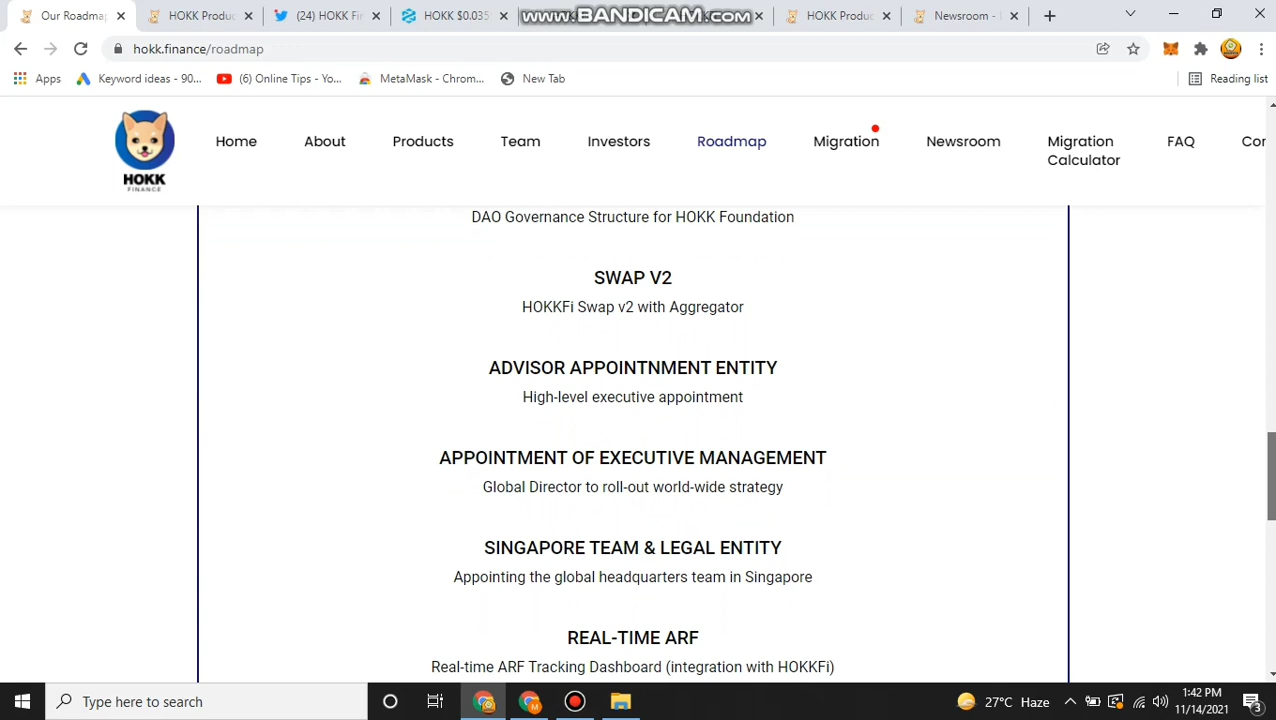 Our Roadma
HOKK Produc
(24) HOKK Fi
HOKK $0.035
www.BANDICAM.com
HOKK Produc
Newsroom -
hokk.finance/roadmap
Apps
Keyword ideas - 90...
(6) Online Tips - Yo...
MetaMask - Chrom...
New Tab
Reading list
HOKK
FINANCE
Home
About
Products
Team
Investors
Roadmap
Migration
Newsroom
Migration
Calculator
FAQ
Cor
DAO Governance Structure for HOKK Foundation
SWAP V2
HOKKFi Swap v2 with Aggregator
ADVISOR APPOINTNMENT ENTITY
High-level executive appointment
APPOINTMENT OF EXECUTIVE MANAGEMENT
Global Director to roll-out world-wide strategy
SINGAPORE TEAM & LEGAL ENTITY
Appointing the global headquarters team in Singapore
REAL-TIME ARF
Real-time ARF Tracking Dashboard (integration with HOKKFi)
Type here to search
27°C Haze
1:42 PM
11/14/2021
3